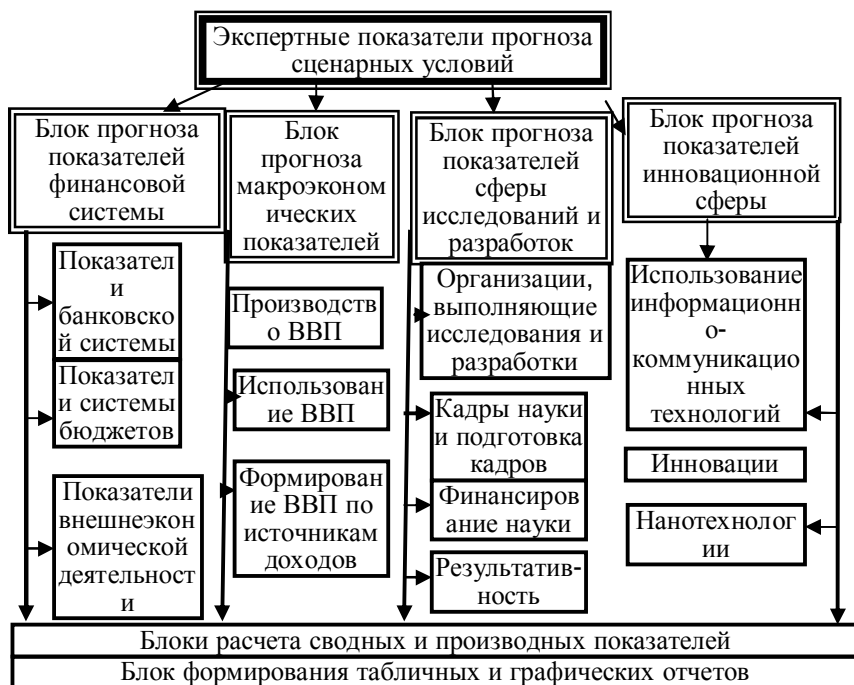 Экспертные показатели прогноза
сценарных условий
Блок прогноза
показателей
финансовой
системы
Блок
прогноза
макроэконом
ических
показателей
Блок прогноза
показателей
сферы
исследований и
разработок
Блок прогноза
показателей
инновационной
сферы
Показател
и
банковско
й системы
Показател
и системы
бюджетов
Показатели
внешнеэкон
омической
деятельност
и
Производств
о ВВП
Использован
ие ВВП
Формирован
ие ВВП по
источникам
доходов
Организации,
выполняющие
исследования и
разработки
Кадры науки
и подготовка
кадров
Финансиров
ание науки
Результатив-
ность
Использование
информационн
о-
коммуникацио
нных
технологий
Инновации
Нанотехнолог
ии
Блоки расчета сводных и производных показателей
Блок формирования табличных и графических отчетов